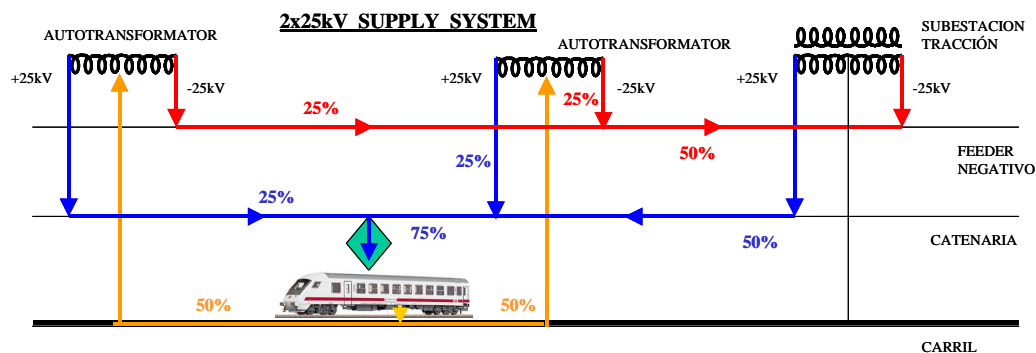 2x25kV SUPPLY SYSTEM
SUBESTACION
TRACCIÓN
AUTOTRANSFORMATOR
AUTOTRANSFORMATOR
+25kV
-25kV
+25kV
-25kV
+25kV
-25kV
25%
25%
50%
FEEDER
NEGATIVO
25%
25%
75%
50%
CATENARIA
50%
50%
CARRIL